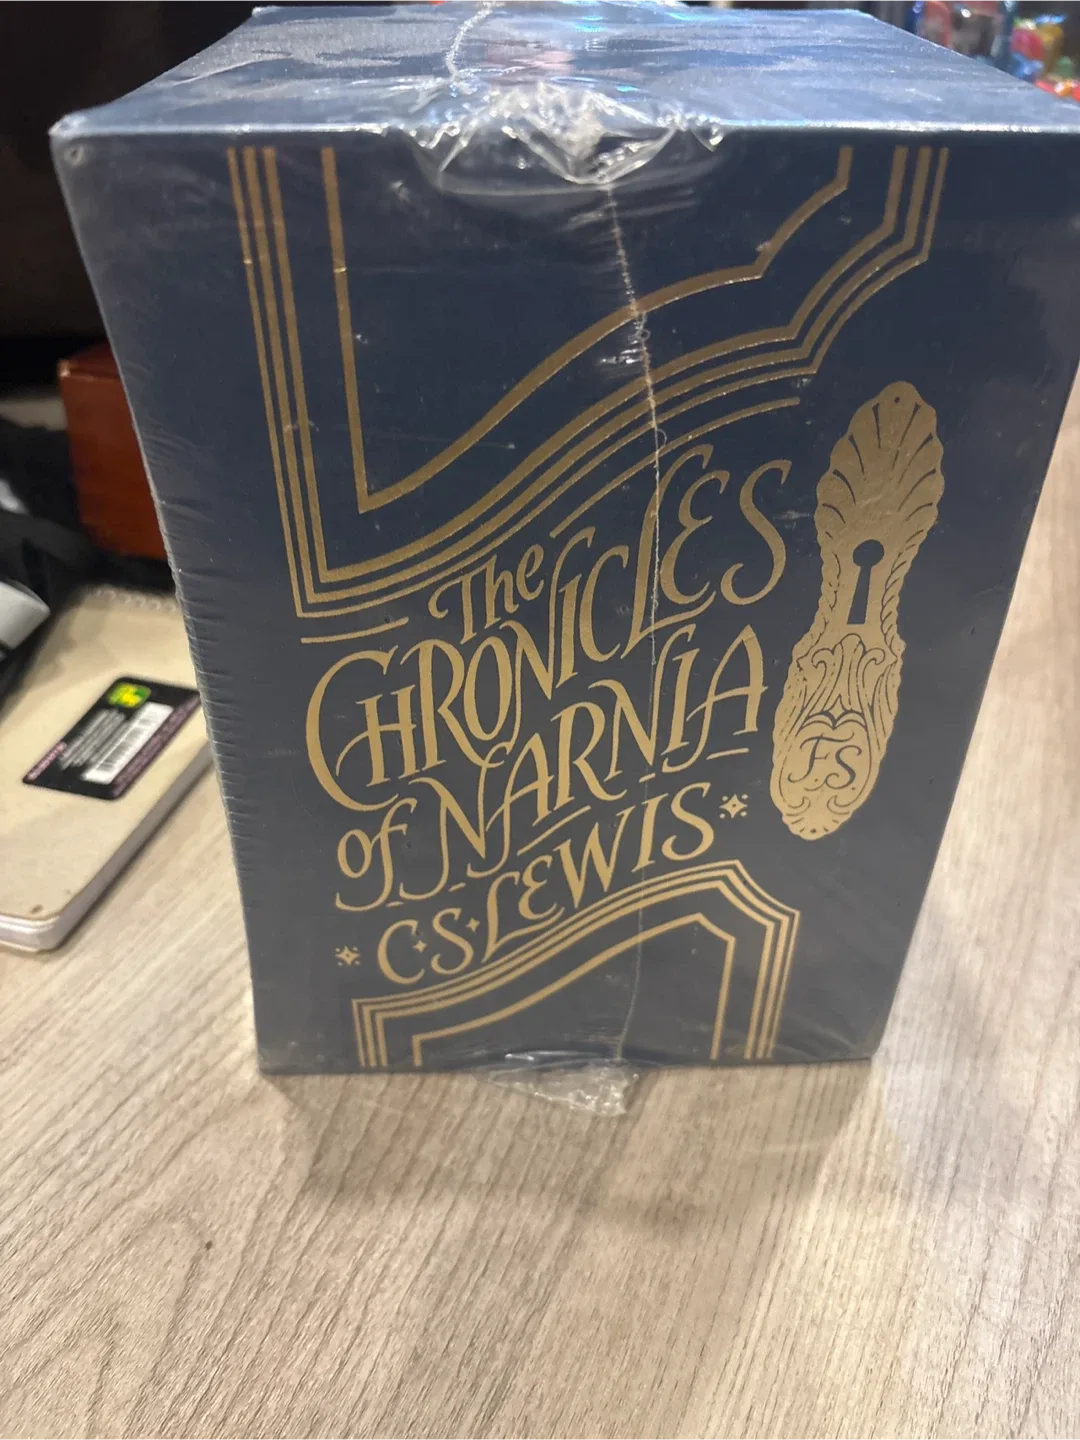 The
CHRONICLES
of NARNIA
C·S·LEWIS
FS